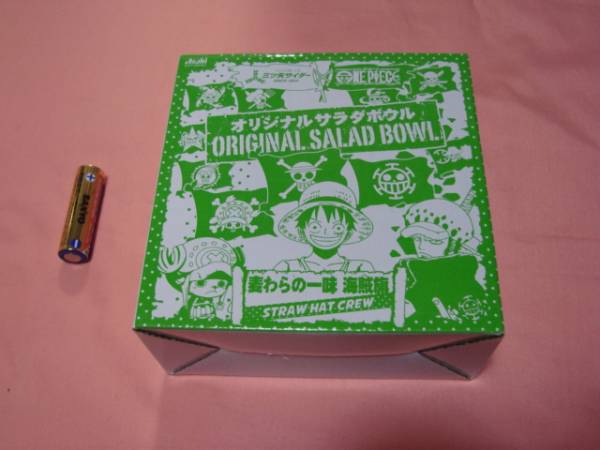 Asahi
三ツ矢サイダー
ONE PIECE
オリジナルサラダボウル
ORIGINAL SALAD BOWL
麦わらの一味 海賊旗
STRAW HAT CREW
SANYO